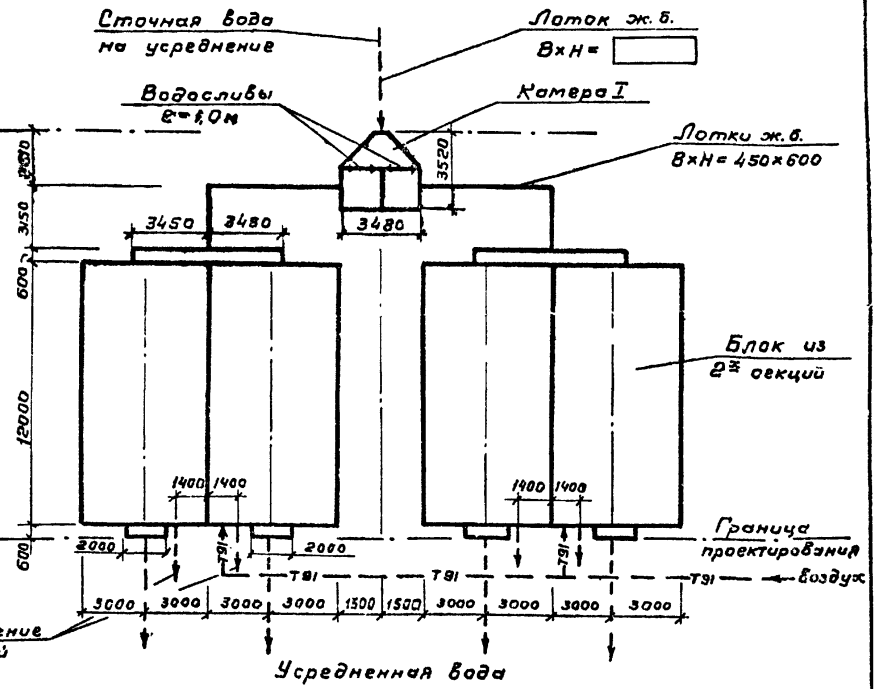 Сточная вода
на усреднение
Лоток ж.б.
В×Н=
Водосливы
e=1,0м
Камера I
Лотки ж.б.
В×Н=450×600
3520
3150
3450 3480
3480
600
Блок из
2х секций
12000
1400 1400
1400 1400
600
2000
2000
Т91
Т91
Граница
проектирования
Т91
Т91
Т91
Воздух
3000 3000 3000 3000 1500 1500 3000 3000 3000 3000
Усредненная вода